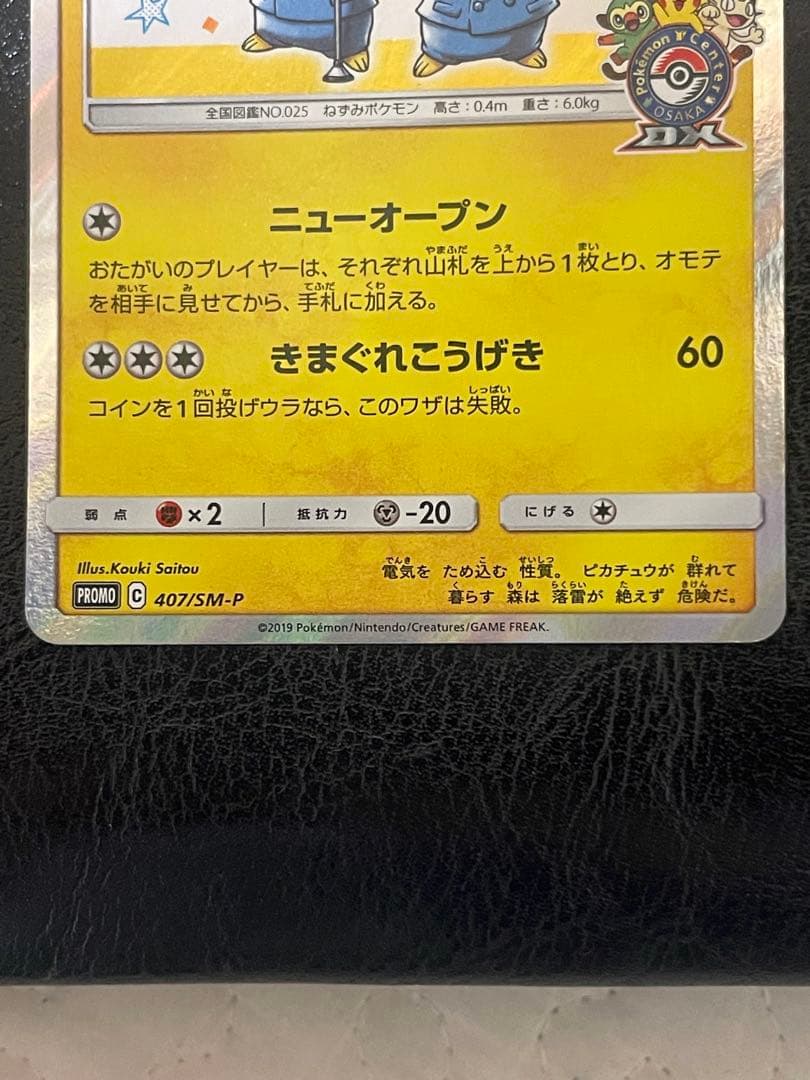 全国図鑑NO.025 ねずみポケモン 高さ:0.4m 重さ:6.0kg
Pokémon Center
OSAKA
DX
ニューオープン
おたがいのプレイヤーは、それぞれ山札を上から1枚とり、オモテ
を相手に見せてから、手札に加える。
きまぐれこうげき 60
コインを1回投げウラなら、このワザは失敗。
弱点 ×2 抵抗力 -20 にげる
Illus.Kouki Saitou
電気を ため込む 性質。 ピカチュウが 群れて
暮らす 森は 落雷が 絶えず 危険だ。
PROMO C 407/SM-P
©2019 Pokémon/Nintendo/Creatures/GAME FREAK.